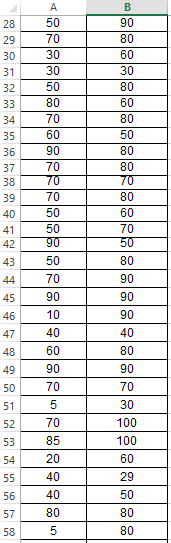 A B
28 50 90
29 70 80
30 30 60
31 30 30
32 50 80
33 80 60
34 70 80
35 60 50
36 90 80
37 70 80
38 70 70
39 70 80
40 50 60
41 50 70
42 90 50
43 50 80
44 70 90
45 90 90
46 10 90
47 40 40
48 60 80
49 90 90
50 70 70
51 5 30
52 70 100
53 85 100
54 20 60
55 40 29
56 40 50
57 80 80
58 5 80